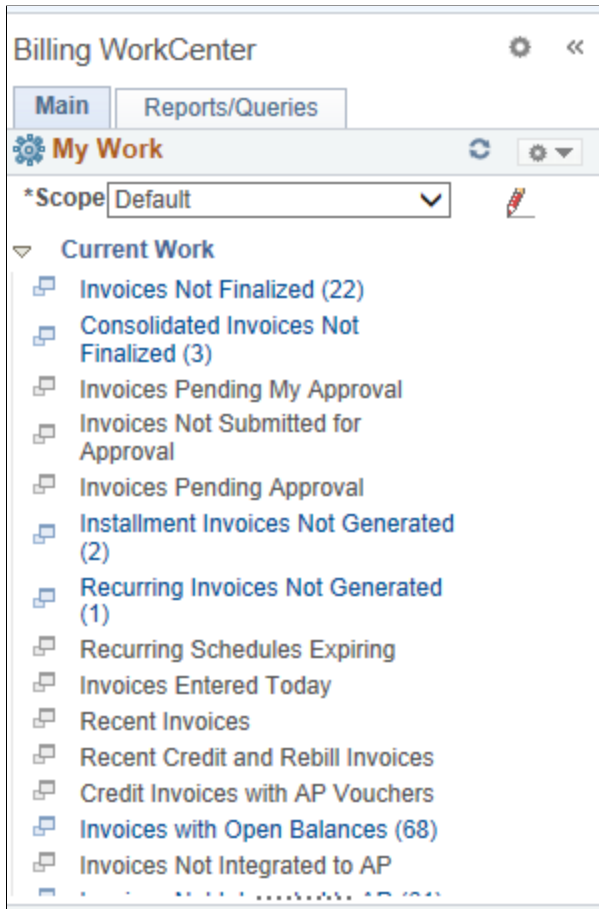 Billing WorkCenter
Main
Reports/Queries
My Work
*Scope Default
Current Work
Invoices Not Finalized (22)
Consolidated Invoices Not
Finalized (3)
Invoices Pending My Approval
Invoices Not Submitted for
Approval
Invoices Pending Approval
Installment Invoices Not Generated
(2)
Recurring Invoices Not Generated
(1)
Recurring Schedules Expiring
Invoices Entered Today
Recent Invoices
Recent Credit and Rebill Invoices
Credit Invoices with AP Vouchers
Invoices with Open Balances (68)
Invoices Not Integrated to AP